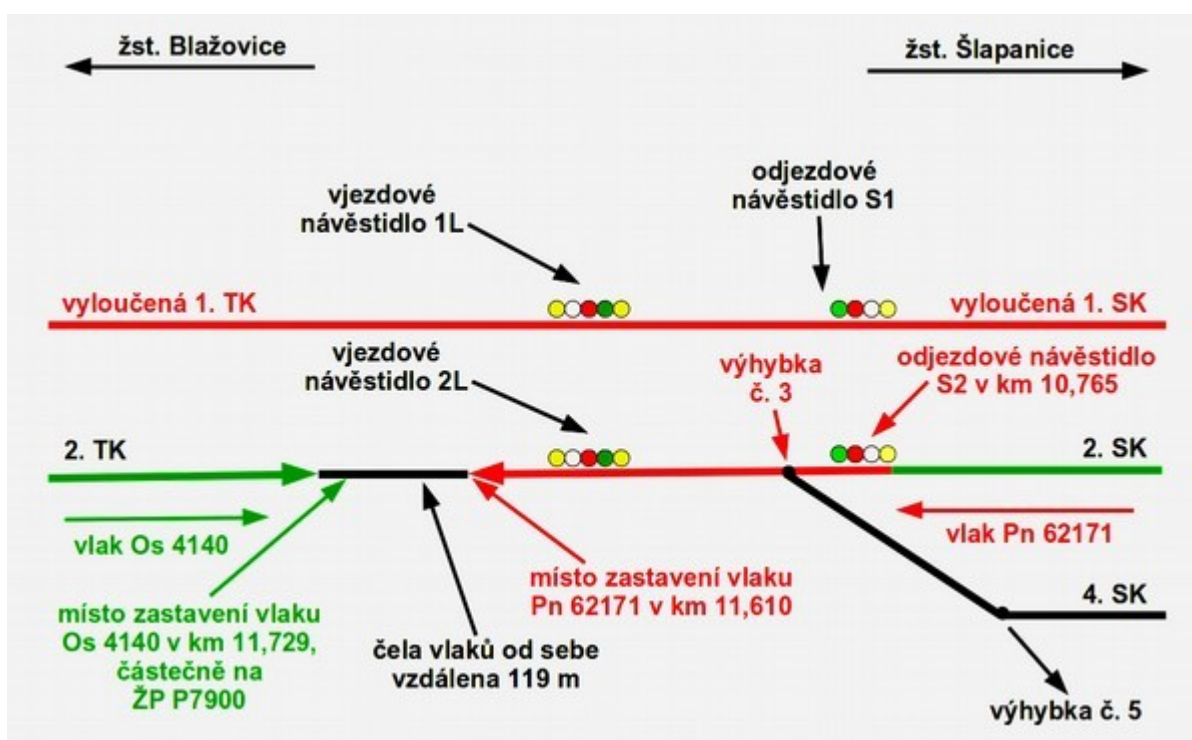 žst. Blažovice
žst. Šlapanice
vjezdové
návěstidlo 1L
odjezdové
návěstidlo S1
vyloučená 1. TK
vyloučená 1. SK
vjezdové
návěstidlo 2L
výhybka
č. 3
odjezdové návěstidlo
S2 v km 10,765
2. TK
2. SK
vlak Os 4140
vlak Pn 62171
místo zastavení vlaku
Os 4140 v km 11,729,
částečně na
ŽP P7900
čela vlaků od sebe
vzdálena 119 m
místo zastavení vlaku
Pn 62171 v km 11,610
4. SK
výhybka č. 5